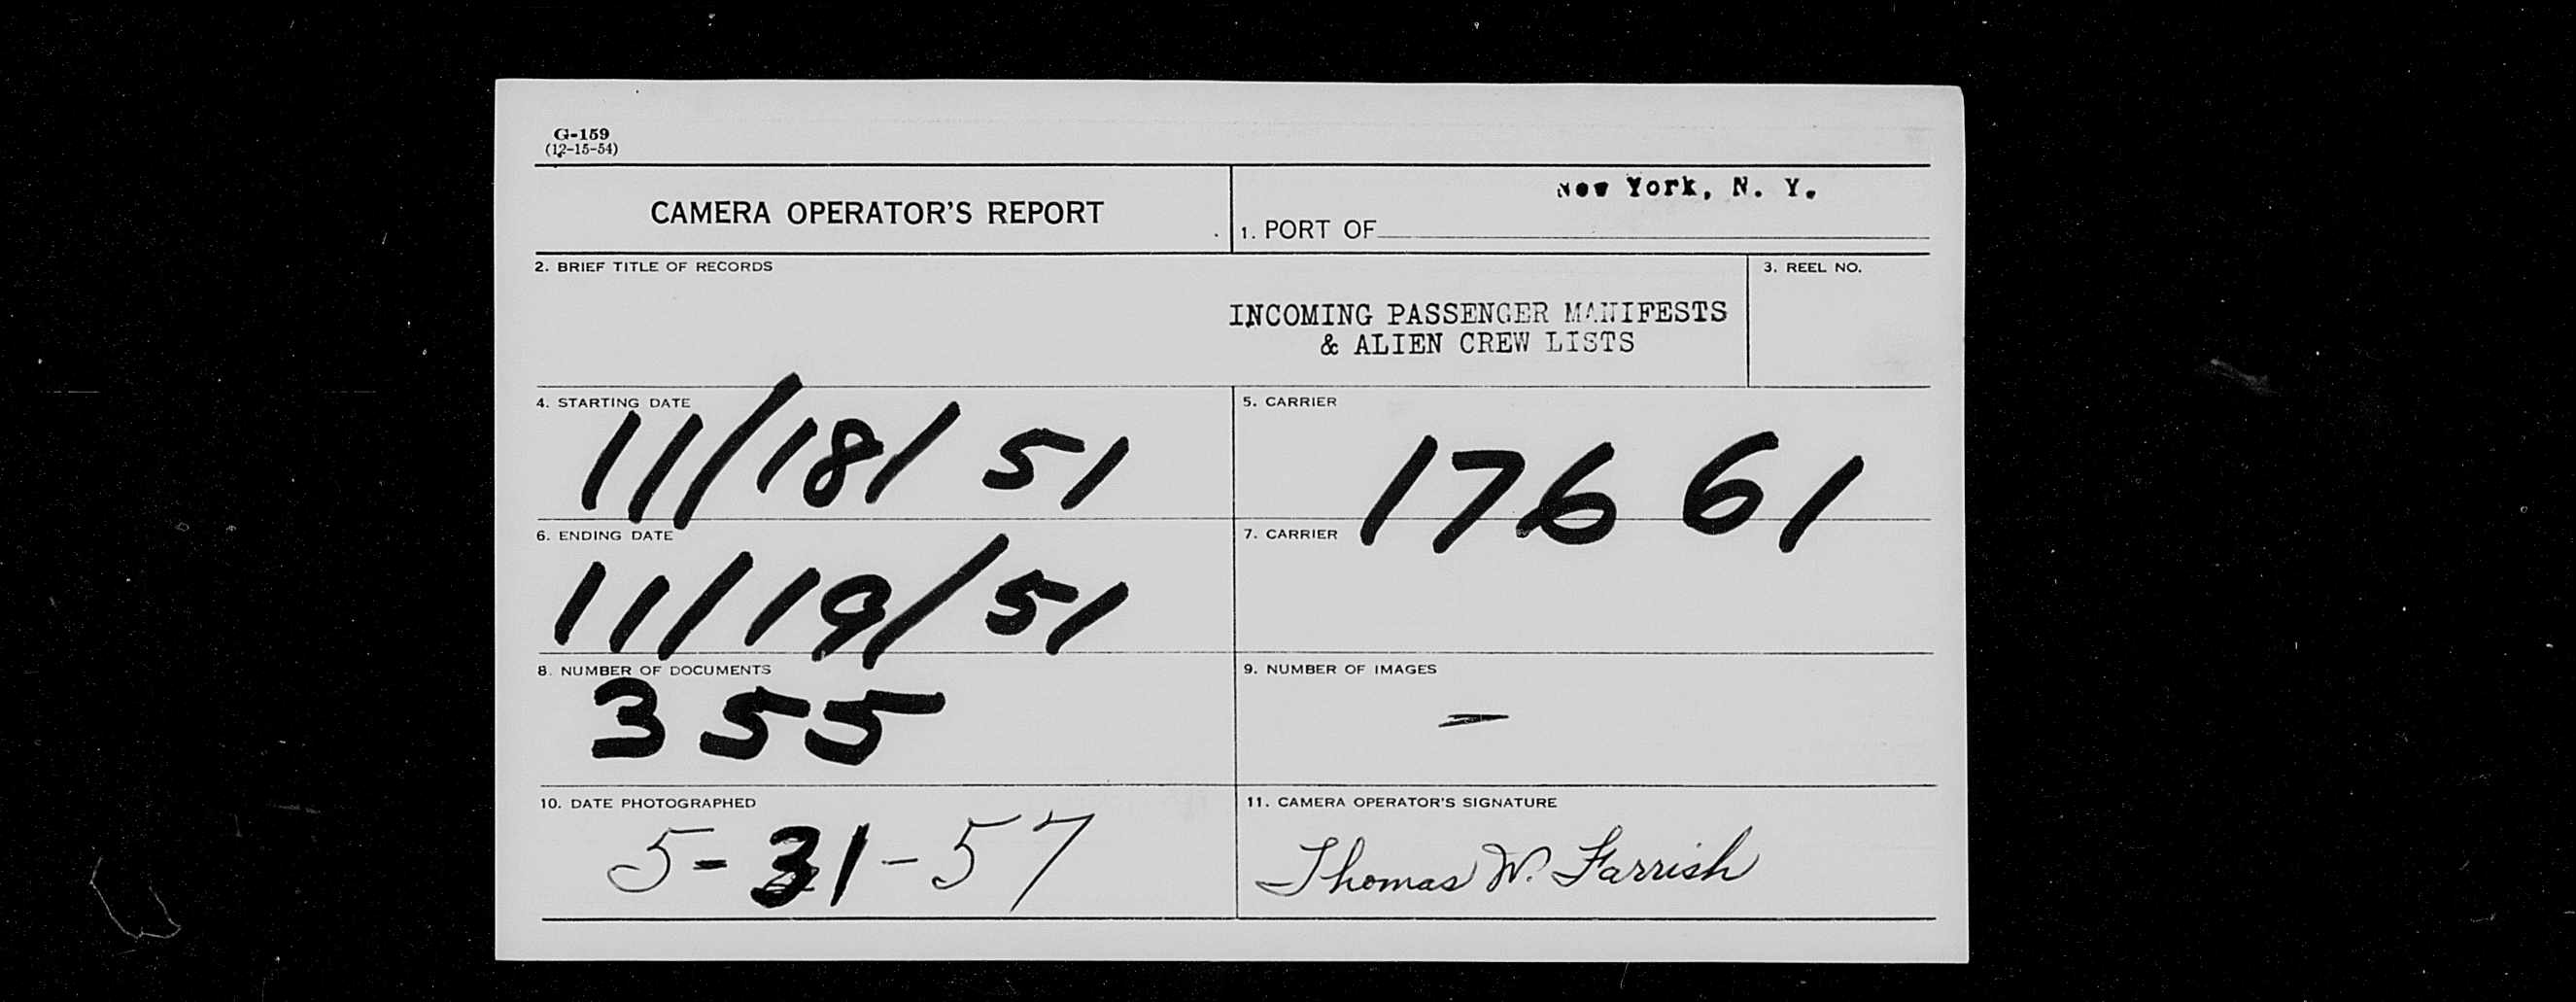 G-159
(12-15-54)
CAMERA OPERATOR'S REPORT
New York, N. Y.
1. PORT OF
2. BRIEF TITLE OF RECORDS
3. REEL NO.
INCOMING PASSENGER MANIFESTS
& ALIEN CREW LISTS
4. STARTING DATE
11/18/51
5. CARRIER
17661
6. ENDING DATE
11/19/51
7. CARRIER
8. NUMBER OF DOCUMENTS
355
9. NUMBER OF IMAGES
-
10. DATE PHOTOGRAPHED
5-31-57
11. CAMERA OPERATOR'S SIGNATURE
Thomas W. Farrish